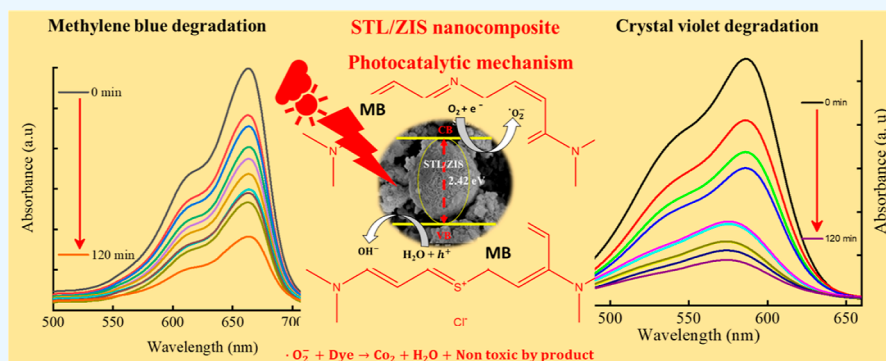 Methylene blue degradation
0 min
120 min
Absorbance (a.u)
500 550 600 650 700
Wavelength (nm)
STL/ZIS nanocomposite
Photocatalytic mechanism
MB
N
O₂ + e⁻
·O₂⁻
N
N
CB
STL/ZIS
2.42 eV
VB
OH⁻
H₂O + h⁺
MB
N
S⁺
N
Cl⁻
· O₂⁻ + Dye → Co₂ + H₂O + Non toxic by product
Crystal violet degradation
0 min
120 min
Absorbance (a.u)
500 550 600 650
Wavelength (nm)